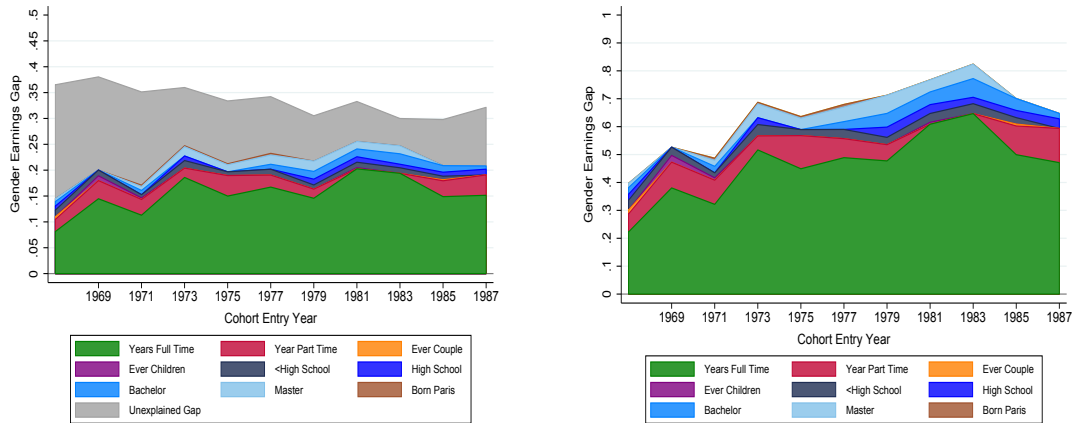 Gender Earnings Gap
.5
.45
.4
.35
.3
.25
.2
.15
.1
.05
0
1969 1971 1973 1975 1977 1979 1981 1983 1985 1987
Cohort Entry Year
Years Full Time Year Part Time Ever Couple
Ever Children <High School High School
Bachelor Master Born Paris
Unexplained Gap
Gender Earnings Gap
1
.9
.8
.7
.6
.5
.4
.3
.2
.1
0
1969 1971 1973 1975 1977 1979 1981 1983 1985 1987
Cohort Entry Year
Years Full Time Year Part Time Ever Couple
Ever Children <High School High School
Bachelor Master Born Paris